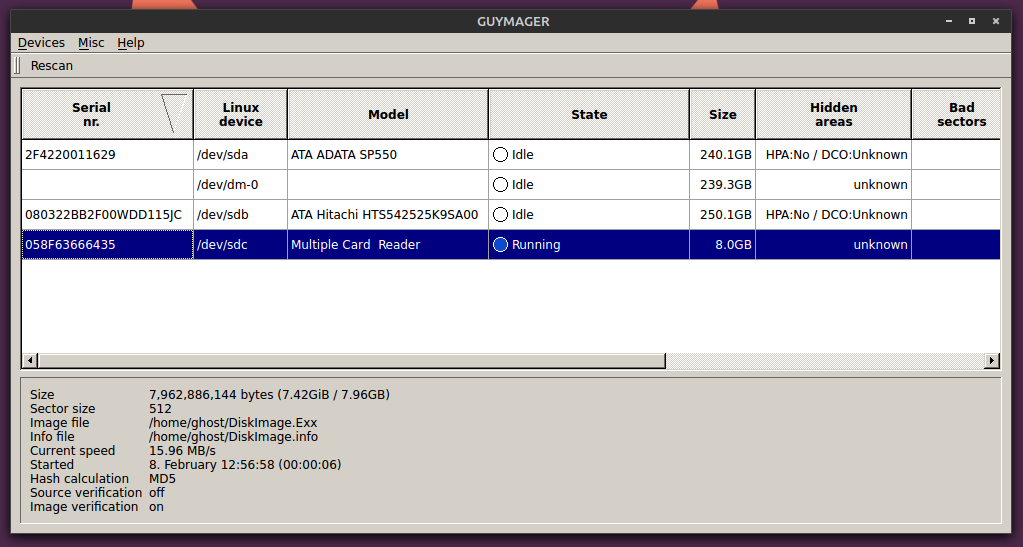 GUYMAGER
Devices Misc Help
Rescan
Serial nr. Linux device Model State Size Hidden areas Bad sectors
2F4220011629 /dev/sda ATA ADATA SP550 Idle 240.1GB HPA:No / DCO:Unknown
/dev/dm-0 Idle 239.3GB unknown
080322BB2F00WDD115JC /dev/sdb ATA Hitachi HTS542525K9SA00 Idle 250.1GB HPA:No / DCO:Unknown
058F63666435 /dev/sdc Multiple Card  Reader Running 8.0GB unknown
Size 7,962,886,144 bytes (7.42GiB / 7.96GB)
Sector size 512
Image file /home/ghost/DiskImage.Exx
Info file /home/ghost/DiskImage.info
Current speed 15.96 MB/s
Started 8. February 12:56:58 (00:00:06)
Hash calculation MD5
Source verification off
Image verification on